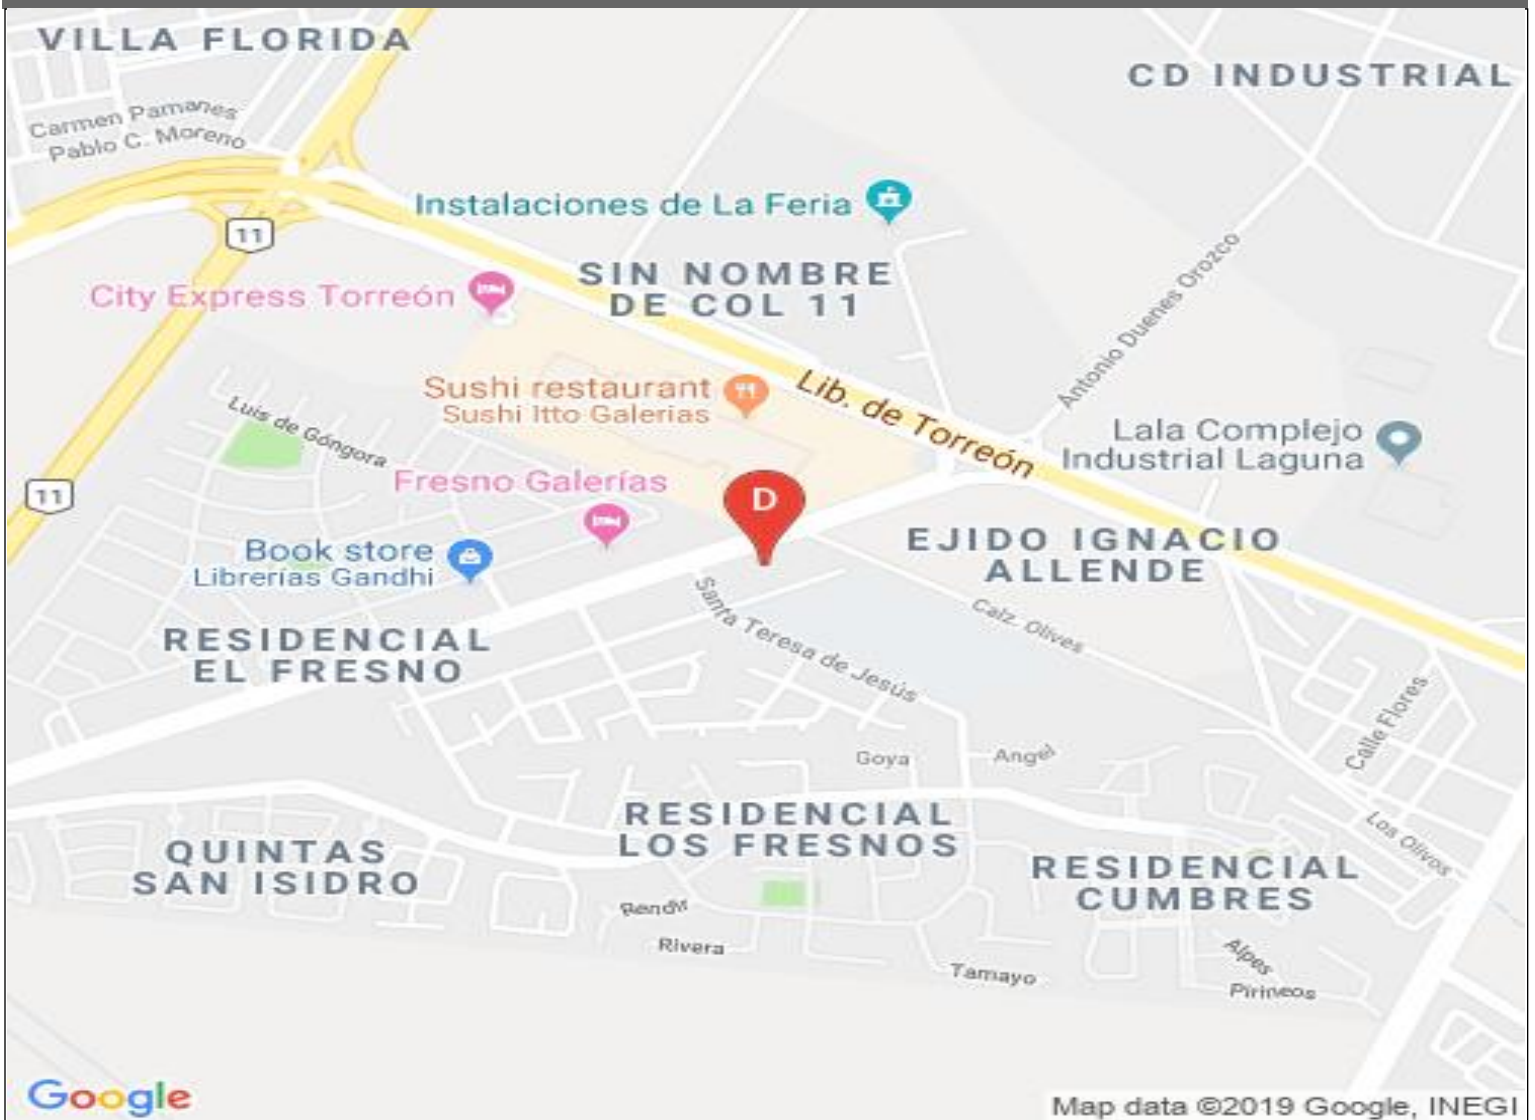 VILLA FLORIDA
CD INDUSTRIAL
Carmen Pamanes
Pablo C. Moreno
Instalaciones de La Feria
11
SIN NOMBRE
DE COL 11
City Express Torreón
Antonio Duenes Orozco
Sushi restaurant
Sushi Itto Galerias
Lib. de Torreón
Luis de Góngora
Lala Complejo
Industrial Laguna
Fresno Galerías
11
D
Book store
Librerías Gandhi
EJIDO IGNACIO
ALLENDE
Santa Teresa de Jesús
Calz. Olives
RESIDENCIAL
EL FRESNO
Calle Flores
Goya
Angel
RESIDENCIAL
LOS FRESNOS
Los Olivos
QUINTAS
SAN ISIDRO
RESIDENCIAL
CUMBRES
Rivera
Tamayo
Alpes
Pirineos
Google
Map data ©2019 Google, INEGI